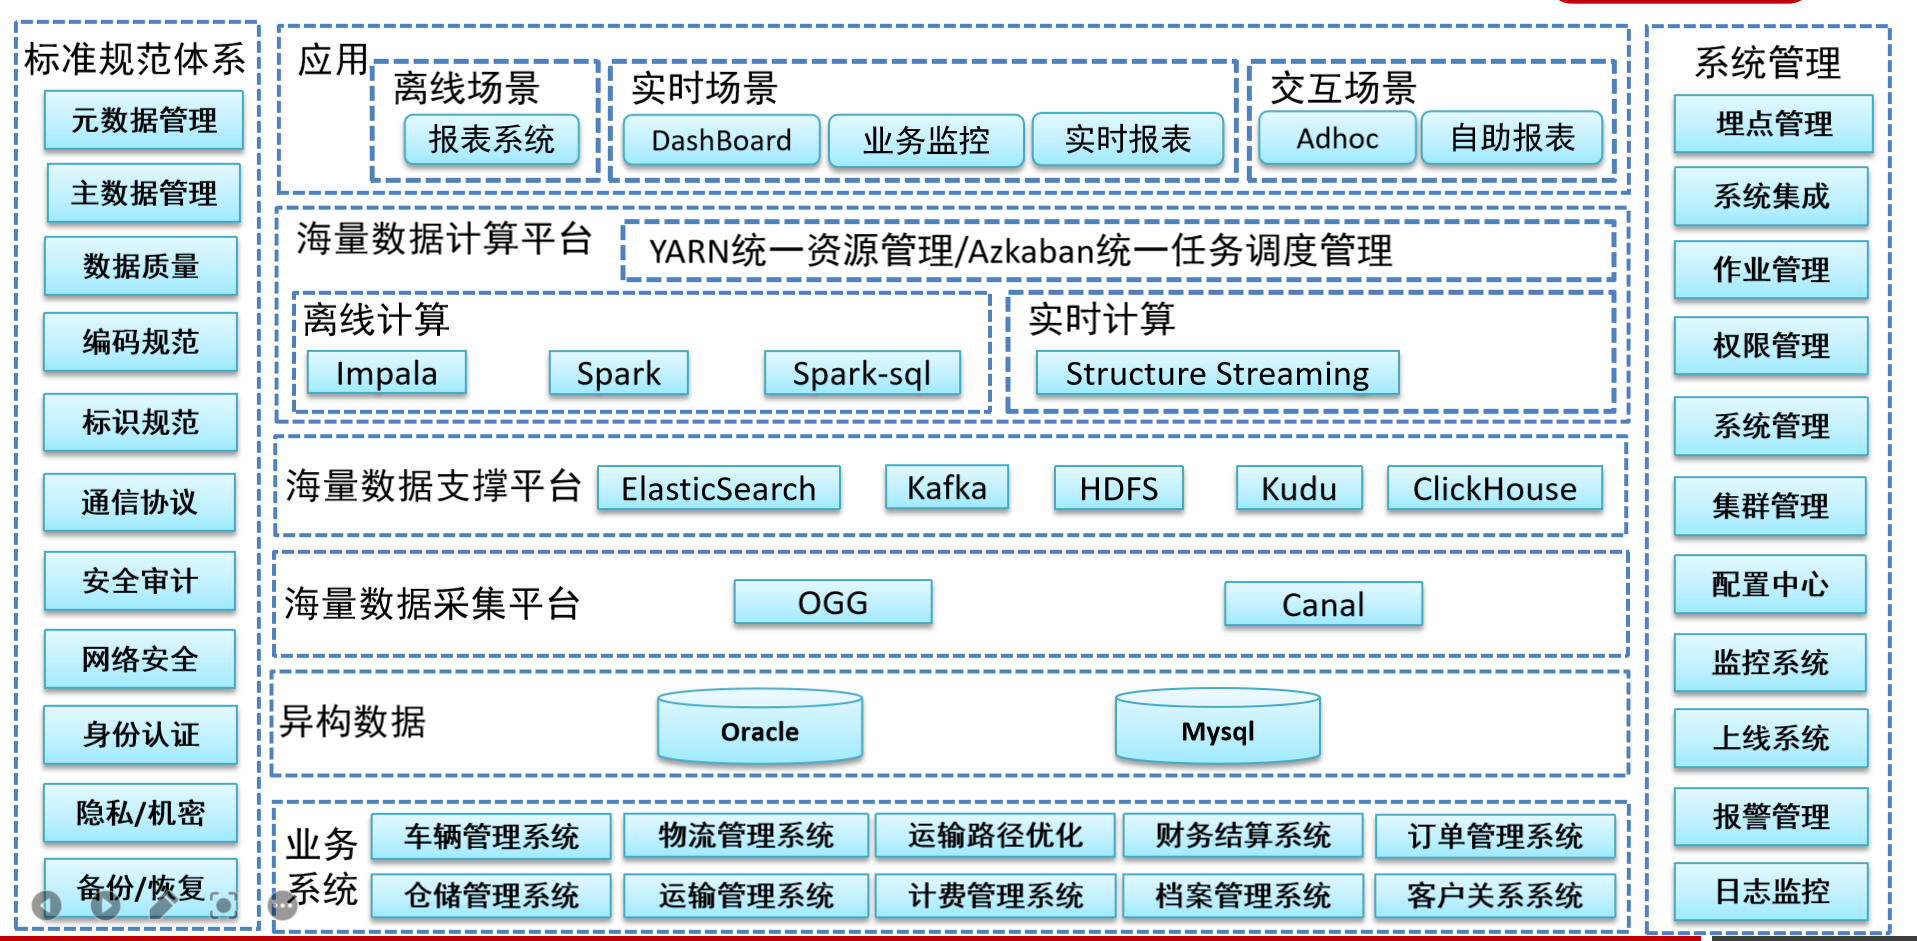 标准规范体系
元数据管理
主数据管理
数据质量
编码规范
标识规范
通信协议
安全审计
网络安全
身份认证
隐私/机密
备份/恢复
应用
离线场景
报表系统
实时场景
DashBoard
业务监控
实时报表
交互场景
Adhoc
自助报表
海量数据计算平台
YARN统一资源管理/Azkaban统一任务调度管理
离线计算
Impala
Spark
Spark-sql
实时计算
Structure Streaming
海量数据支撑平台
ElasticSearch
Kafka
HDFS
Kudu
ClickHouse
海量数据采集平台
OGG
Canal
异构数据
Oracle
Mysql
业务
系统
车辆管理系统
物流管理系统
运输路径优化
财务结算系统
订单管理系统
仓储管理系统
运输管理系统
计费管理系统
档案管理系统
客户关系系统
系统管理
埋点管理
系统集成
作业管理
权限管理
系统管理
集群管理
配置中心
监控系统
上线系统
报警管理
日志监控